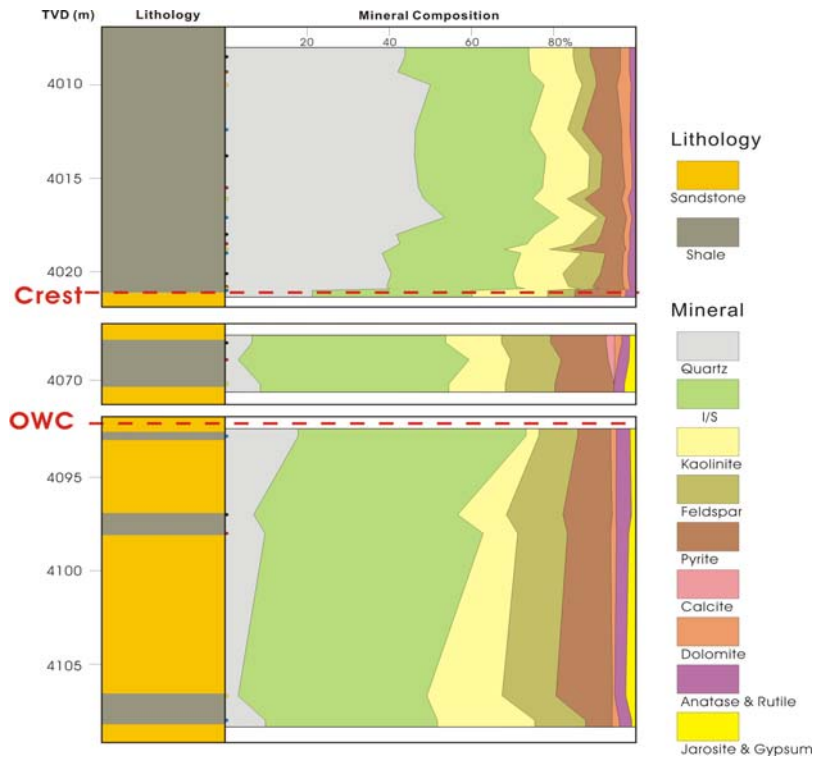 TVD (m) Lithology Mineral Composition
20 40 60 80%
4010
4015
4020
Crest
4070
OWC
4095
4100
4105
Lithology
Sandstone
Shale
Mineral
Quartz
I/S
Kaolinite
Feldspar
Pyrite
Calcite
Dolomite
Anatase & Rutile
Jarosite & Gypsum